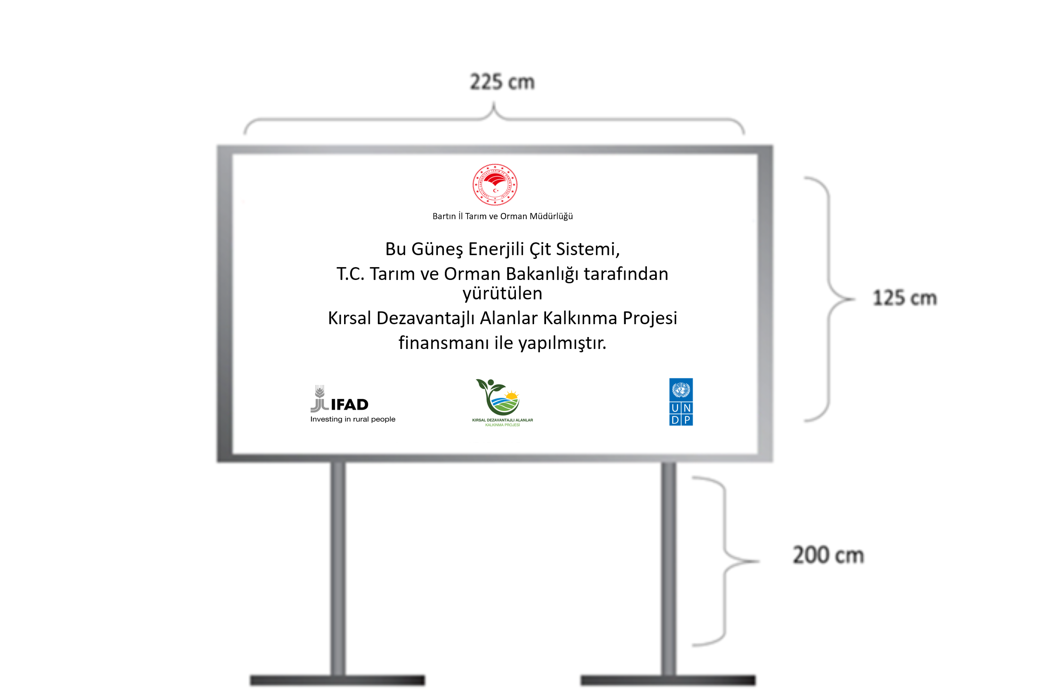 225 cm
Bartın İl Tarım ve Orman Müdürlüğü
Bu Güneş Enerjili Çit Sistemi,
T.C. Tarım ve Orman Bakanlığı tarafından
yürütülen
Kırsal Dezavantajlı Alanlar Kalkınma Projesi
finansmanı ile yapılmıştır.
125 cm
IFAD
Investing in rural people
KIRSAL DEZAVANTAJLI ALANLAR
KALKINMA PROJESİ
U N
D P
200 cm